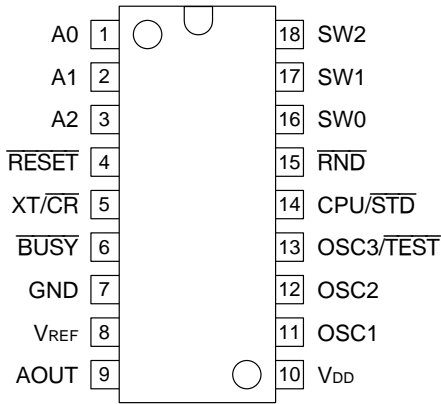 A0 1 18 SW2
A1 2 17 SW1
A2 3 16 SW0
RESET 4 15 RND
XT/CR 5 14 CPU/STD
BUSY 6 13 OSC3/TEST
GND 7 12 OSC2
VREF 8 11 OSC1
AOUT 9 10 VDD